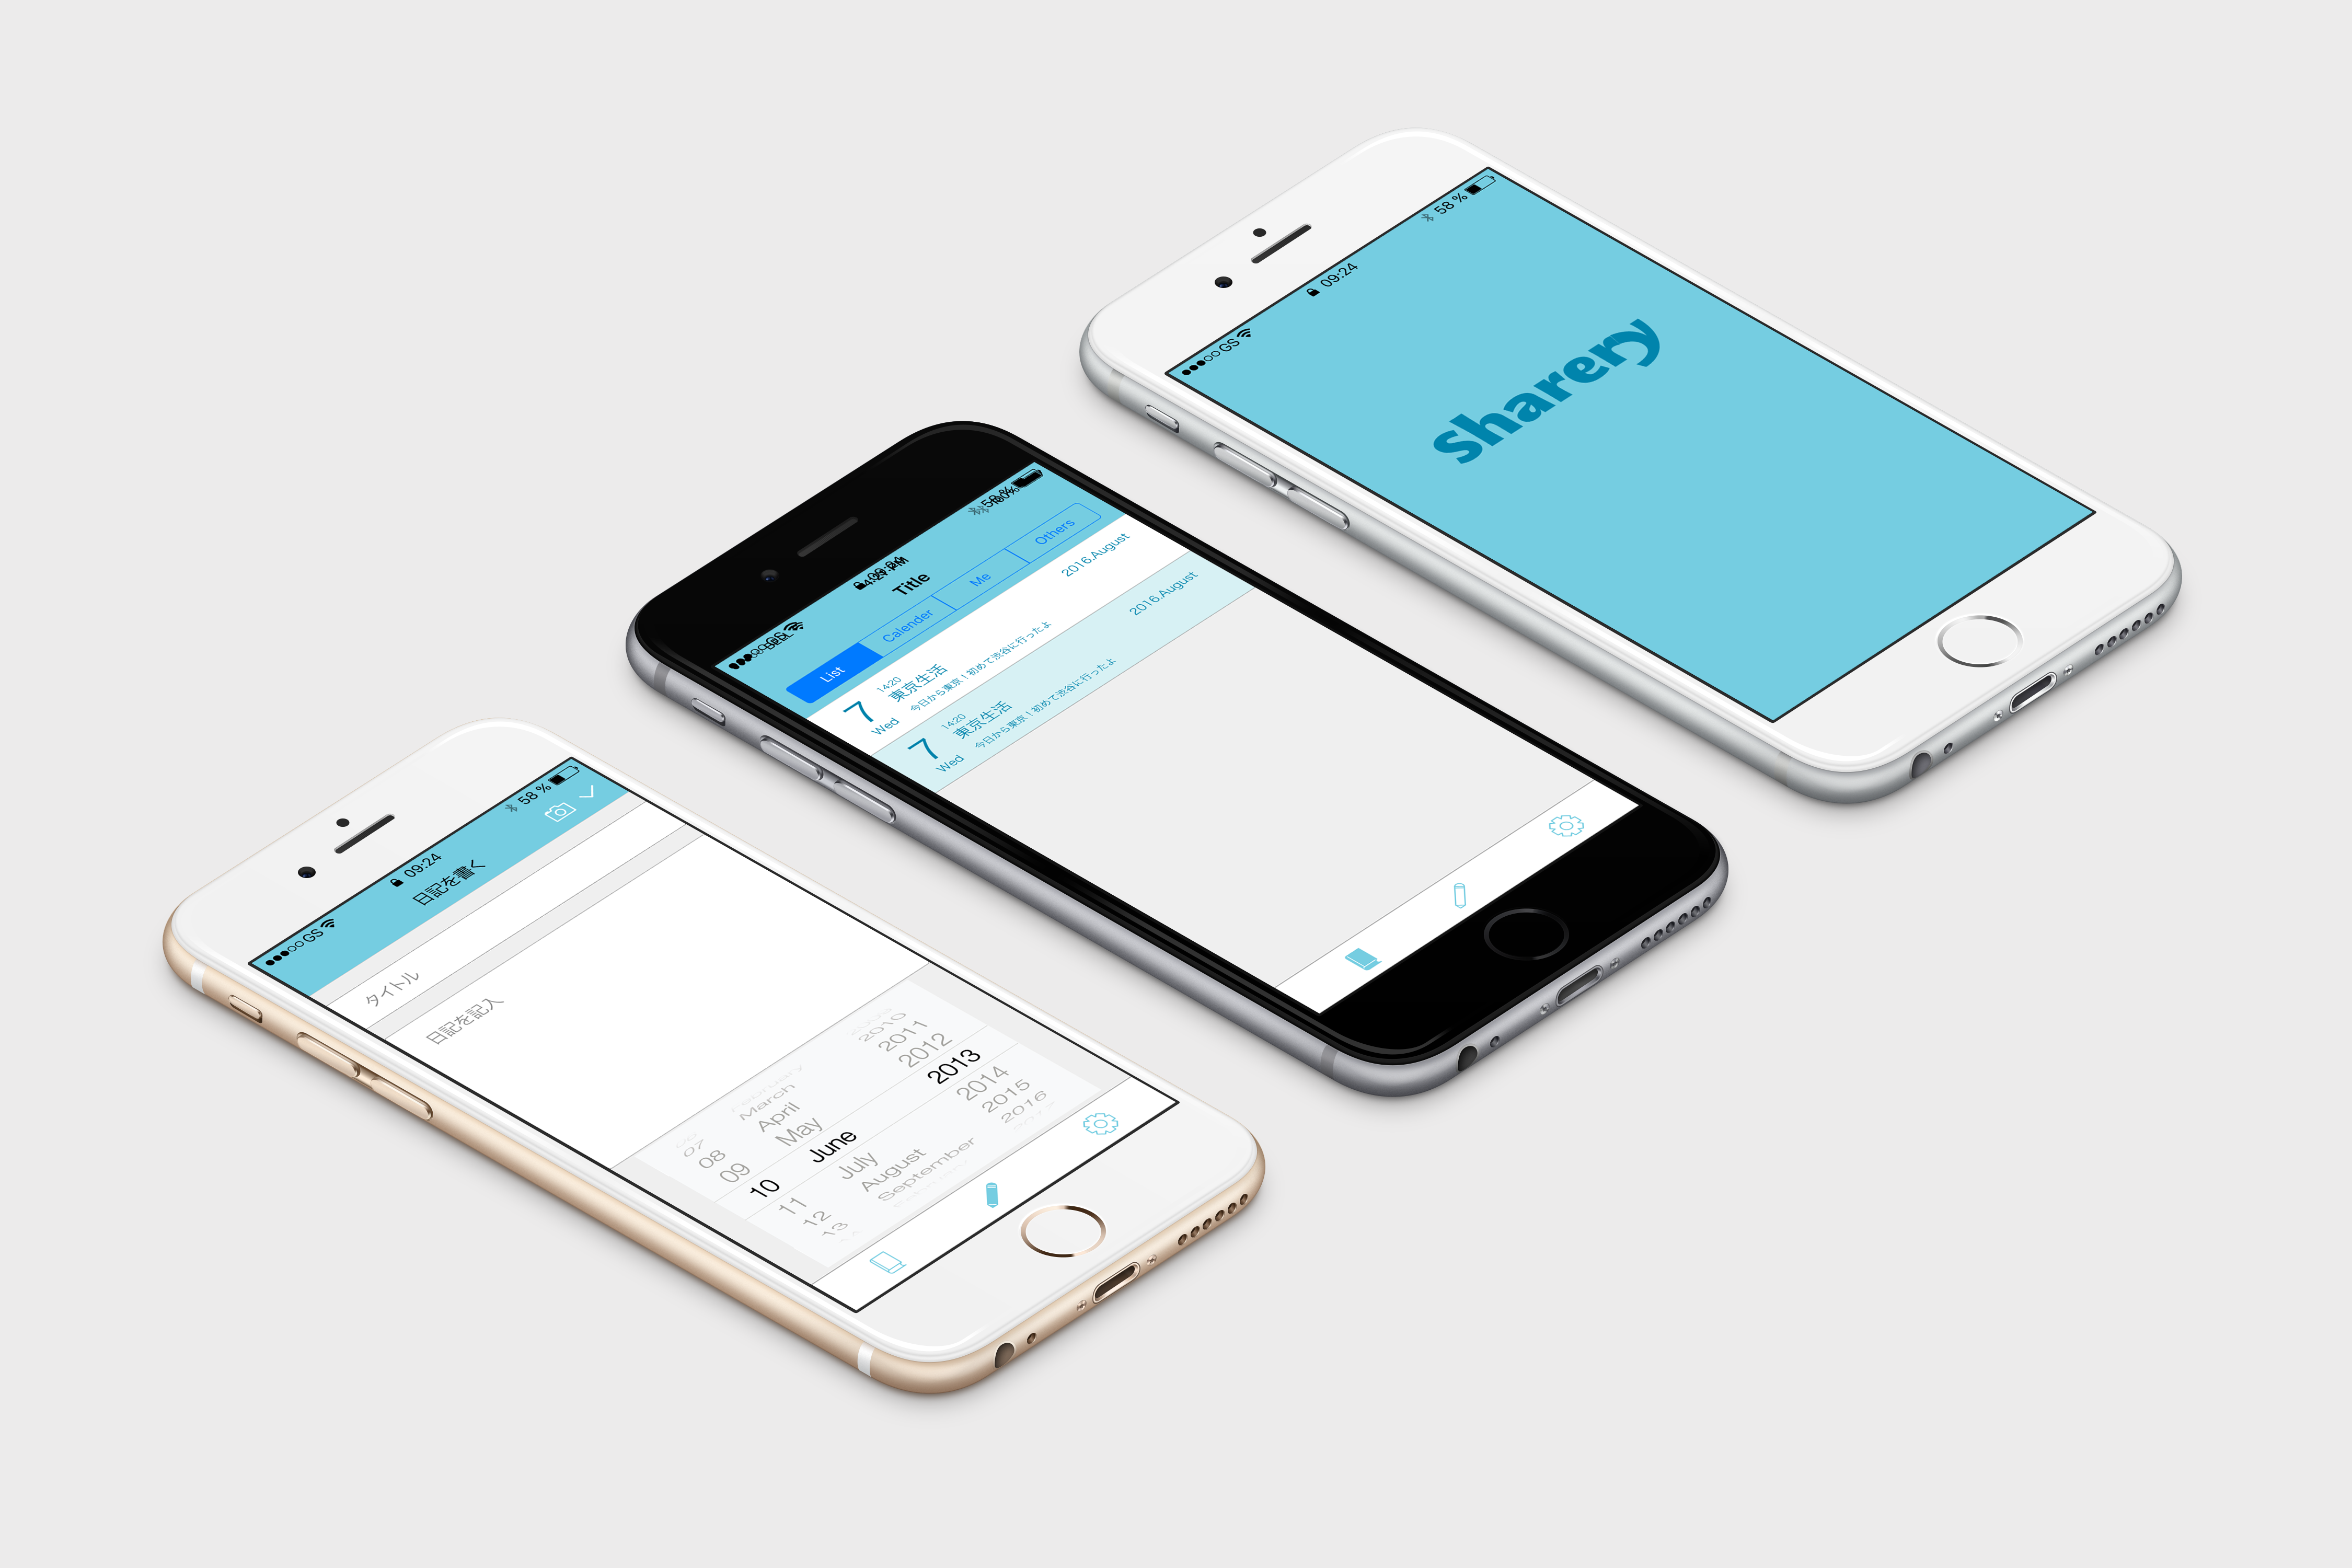 GS 09:24 58 %
日記を書く
タイトル
日記を記入
07 March 2010
08 April 2011
09 May 2012
10 June 2013
11 July 2014
12 August 2015
13 September 2016
Title
List Calender Me Others
2016.August
14:20
7 東京生活
Wed 今日から東京！初めて渋谷に行ったよ
2016.August
14:20
7 東京生活
Wed 今日から東京！初めて渋谷に行ったよ
GS 09:24 58 %
sharery